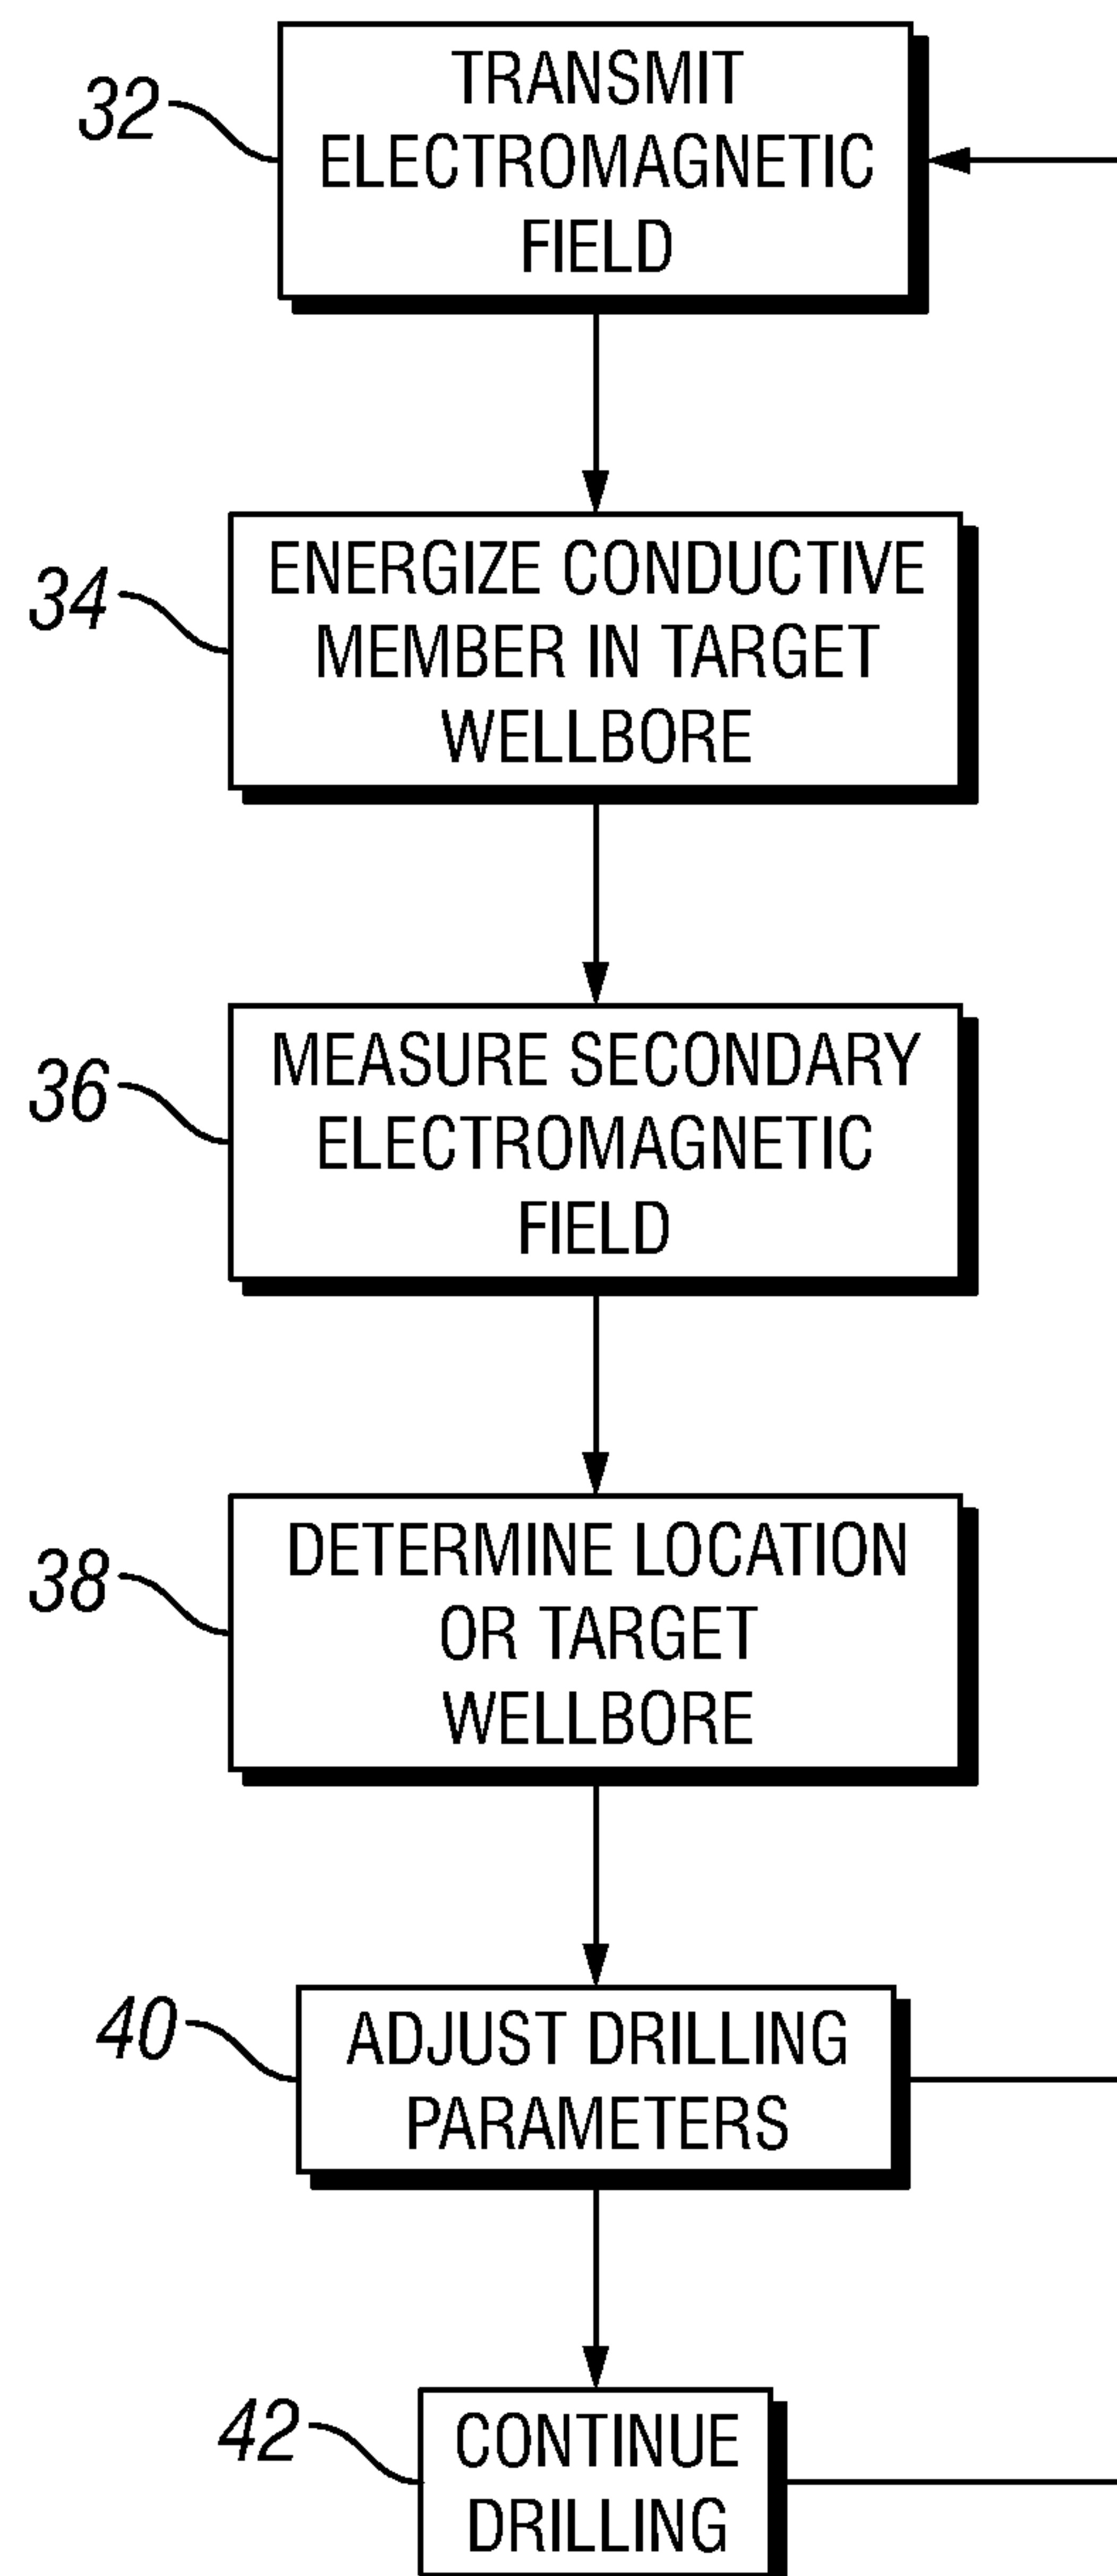 32
TRANSMIT
ELECTROMAGNETIC
FIELD
34
ENERGIZE CONDUCTIVE
MEMBER IN TARGET
WELLBORE
36
MEASURE SECONDARY
ELECTROMAGNETIC
FIELD
38
DETERMINE LOCATION
OR TARGET
WELLBORE
40
ADJUST DRILLING
PARAMETERS
42
CONTINUE
DRILLING